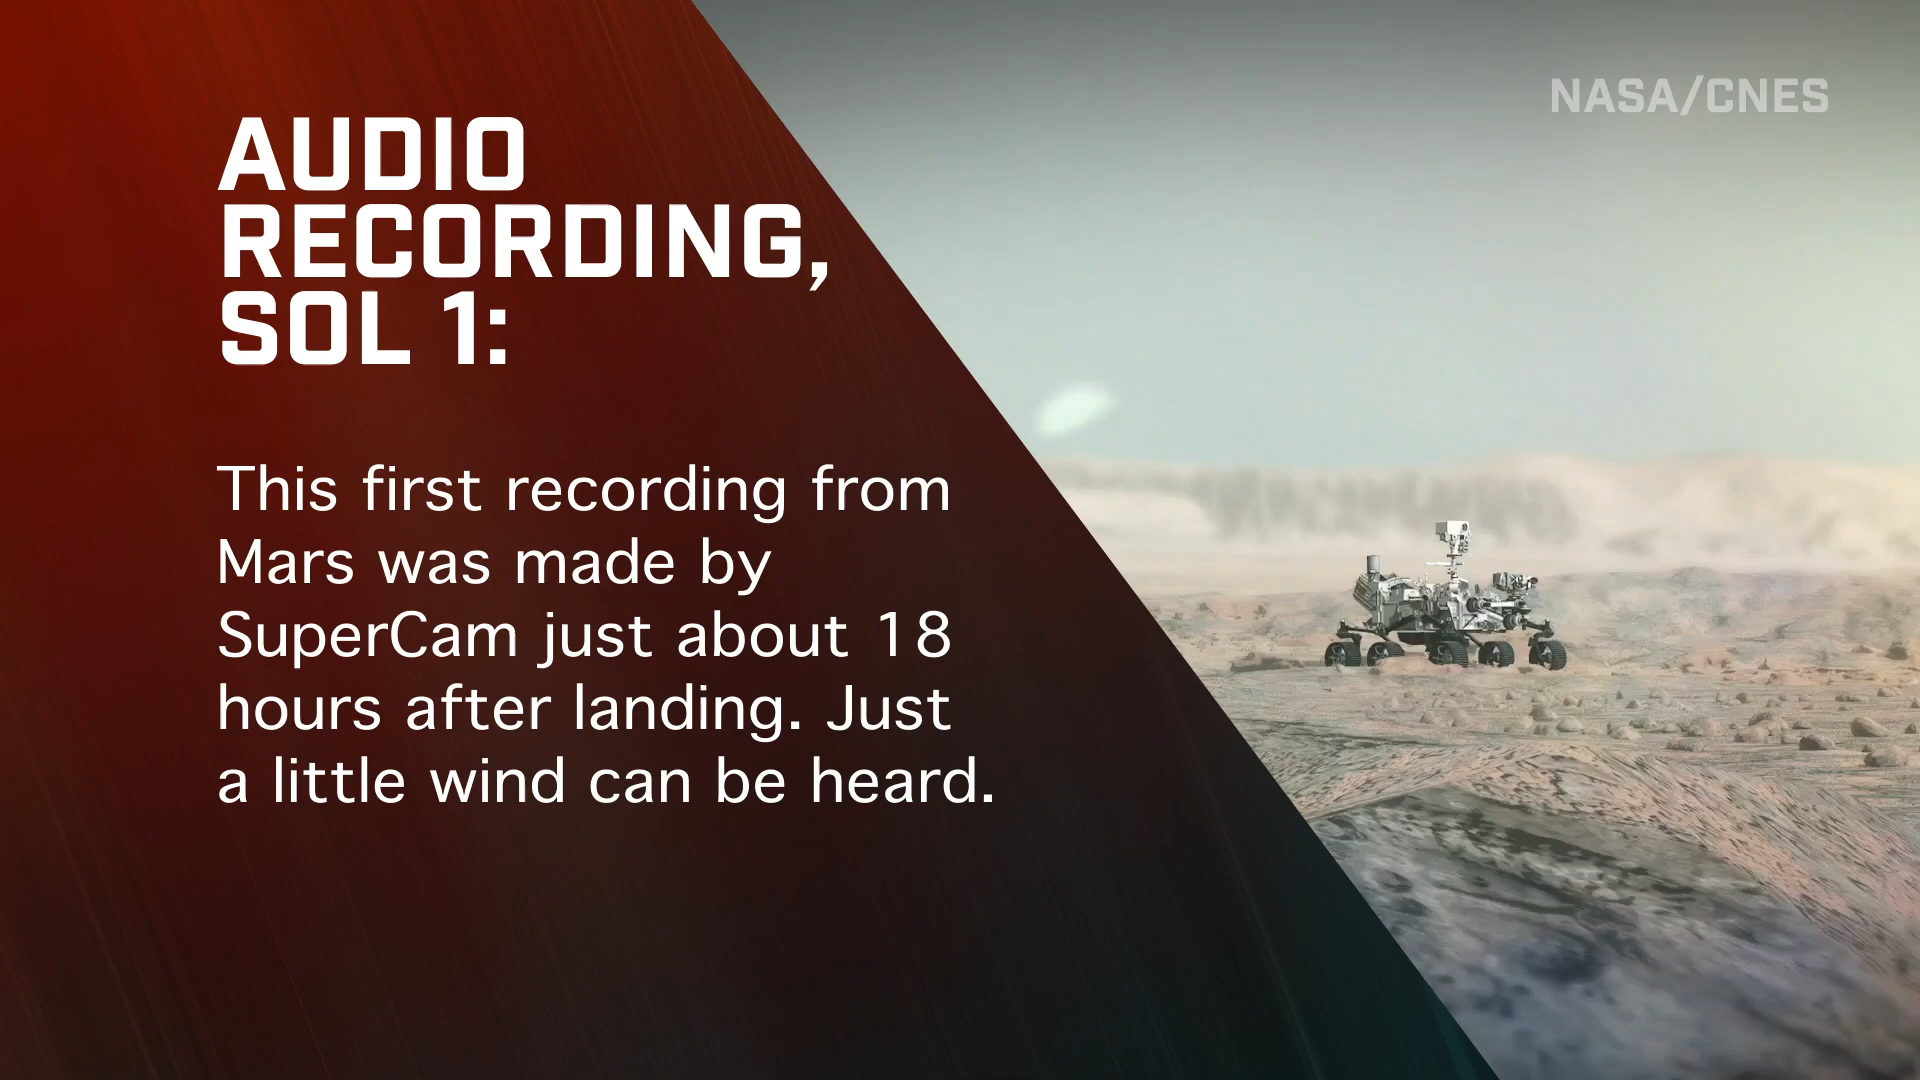 AUDIO
RECORDING,
SOL 1:
This first recording from
Mars was made by
SuperCam just about 18
hours after landing. Just
a little wind can be heard.
NASA/CNES